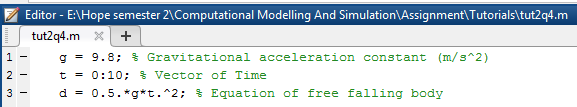 Editor - E:\Hope semester 2\Computational Modelling And Simulation\Assignment\Tutorials\tut2q4.m
tut2q4.m × +
1 - g = 9.8; % Gravitational acceleration constant (m/s^2)
2 - t = 0:10; % Vector of Time
3 - d = 0.5.*g*t.^2; % Equation of free falling body